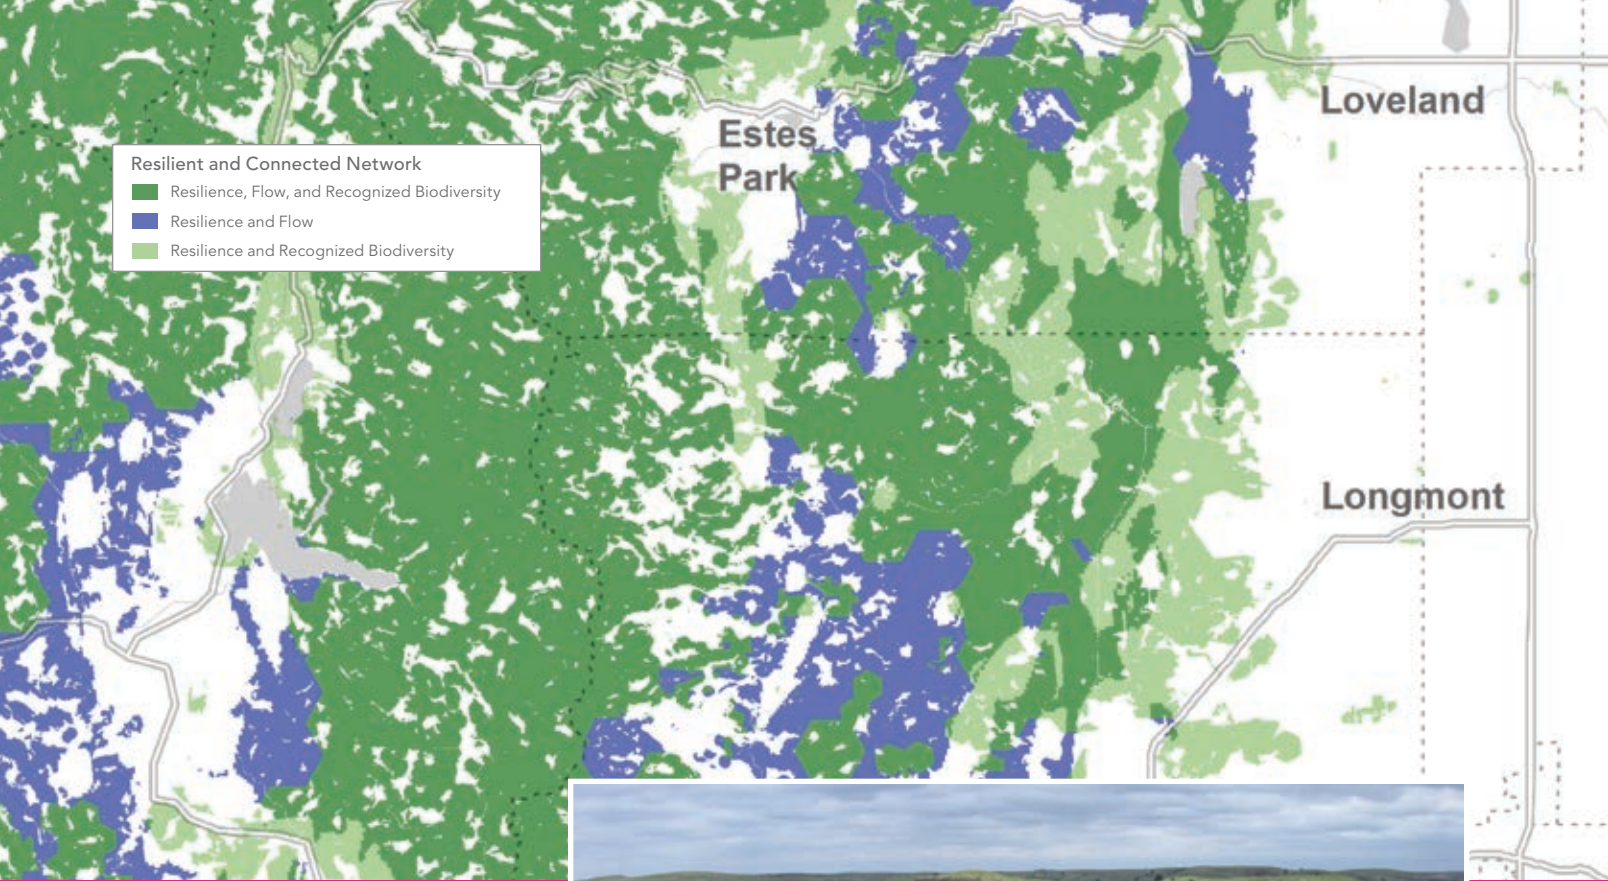 Loveland
Estes
Park
Resilient and Connected Network
Resilience, Flow, and Recognized Biodiversity
Resilience and Flow
Resilience and Recognized Biodiversity
Longmont